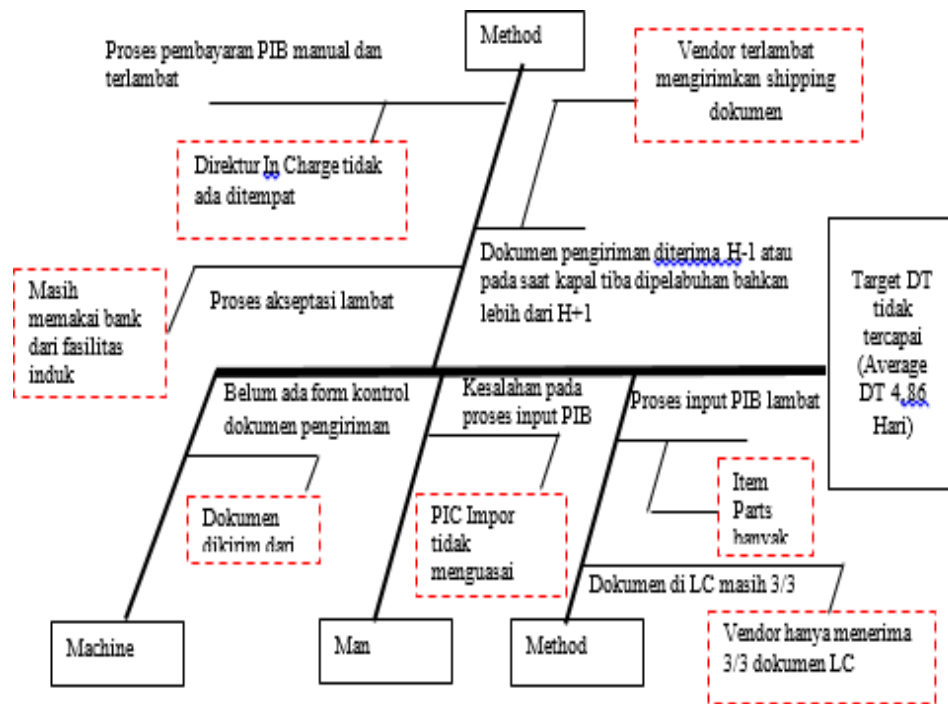 Method
Proses pembayaran PIB manual dan
terlambat
Vendor terlambat
mengirimkan shipping
dokumen
Direktur In Charge tidak
ada ditempat
Dokumen pengiriman diterima H-1 atau
pada saat kapal tiba dipelabuhan bahkan
lebih dari H+1
Masih
memakai bank
dari fasilitas
induk
Proses akseptasi lambat
Target DT
tidak
tercapai
(Average
DT 4,86
Hari)
Belum ada form kontrol
dokumen pengiriman
Kesalahan pada
proses input PIB
Proses input PIB lambat
Dokumen
dikirim dari
PIC Impor
tidak
menguasai
Item
Parts
banyak
Dokumen di LC masih 3/3
Vendor hanya menerima
3/3 dokumen LC
Machine
Man
Method